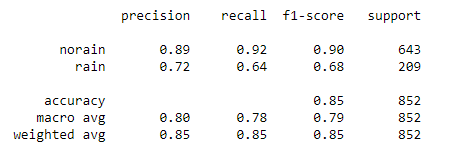 precision recall f1-score support
norain 0.89 0.92 0.90 643
rain 0.72 0.64 0.68 209
accuracy 0.85 852
macro avg 0.80 0.78 0.79 852
weighted avg 0.85 0.85 0.85 852